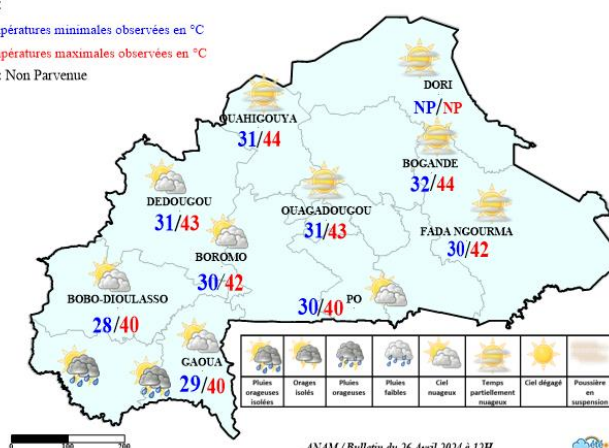 pératures minimales observées en °C
pératures maximales observées en °C
: Non Parvenue
DORI
NP/NP
OUAHIGOUYA
31/44
BOGANDE
32/44
DEDOUGOU
31/43
OUAGADOUGOU
31/43
FADA NGOURMA
30/42
BOROMO
30/42
BOBO-DIOULASSO
28/40
30/40 PO
GAOUA
29/40
Pluies orageuses isolées
Orages isolés
Pluies orageuses
Pluies faibles
Ciel nuageux
Temps partiellement nuageux
Ciel dégagé
Poussière en suspension
ANAM / Bulletin du 26 Avril 2024 à 12H